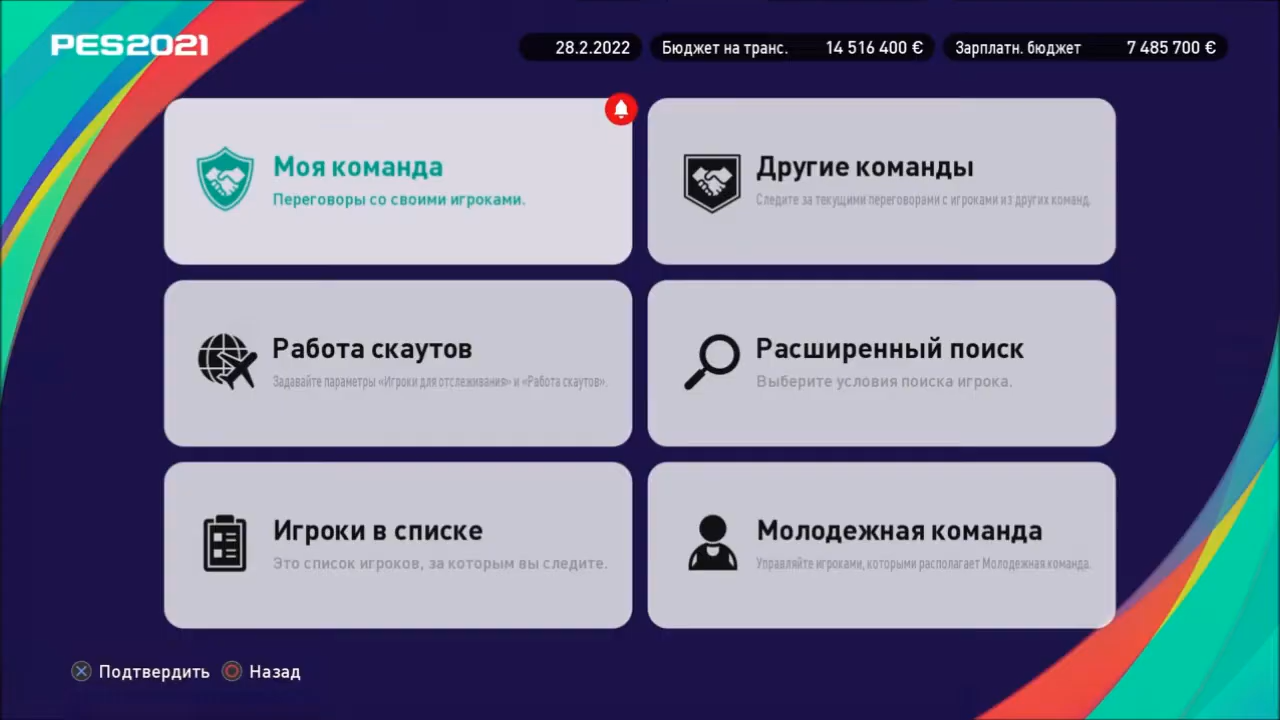 PES2021
28.2.2022 Бюджет на транс. 14 516 400 € Зарплатн. бюджет 7 485 700 €
Моя команда
Переговоры со своими игроками.
Другие команды
Следите за текущими переговорами с игроками из других команд.
Работа скаутов
Задавайте параметры «Игроки для отслеживания» и «Работа скаутов».
Расширенный поиск
Выберите условия поиска игрока.
Игроки в списке
Это список игроков, за которым вы следите.
Молодежная команда
Управляйте игроками, которыми располагает Молодежная команда.
Подтвердить Назад